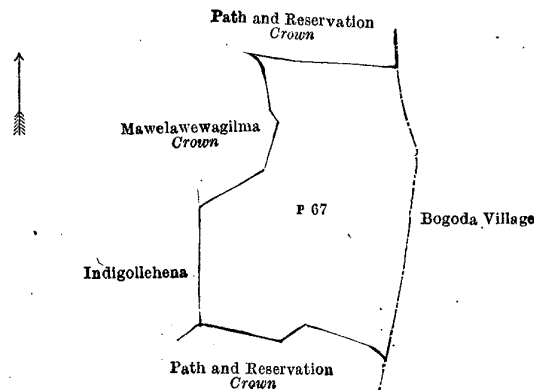 Path and Reservation
Crown
Mawelawewagilma
Crown
P 67
Bogoda Village
Indigollehena
Path and Reservation
Crown